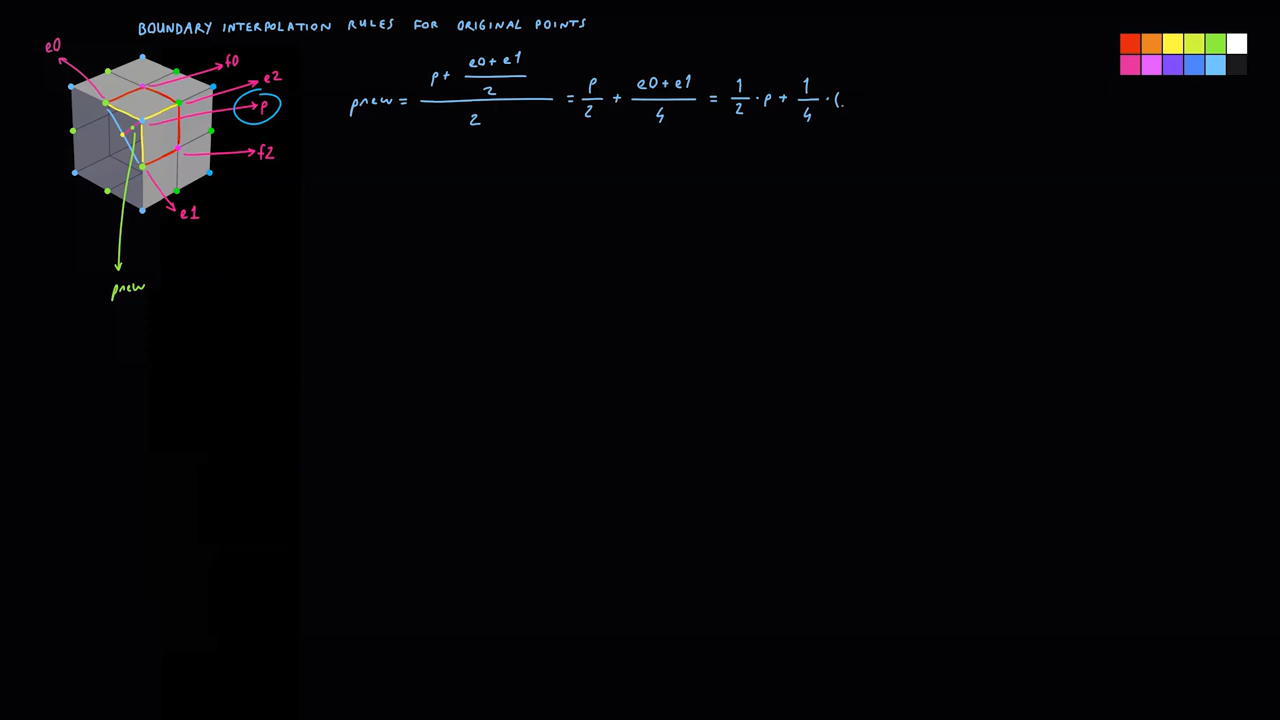 BOUNDARY INTERPOLATION RULES FOR ORIGINAL POINTS
e0
f0
e2
p
f2
e1
pnew
pnew = (p + (e0 + e1)/2)/2 = p/2 + (e0 + e1)/4 = 1/2 · p + 1/4 · (